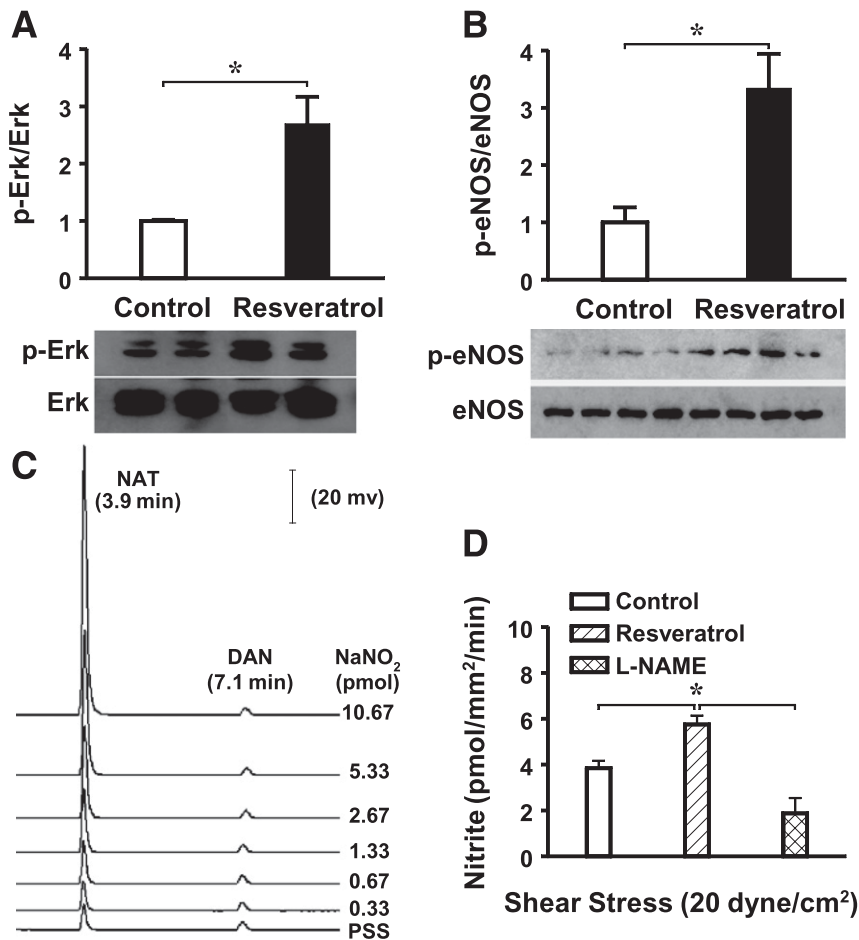 A
4
3
2
1
0
p-Erk/Erk
*
Control Resveratrol
p-Erk
Erk
B
4
3
2
1
0
p-eNOS/eNOS
*
Control Resveratrol
p-eNOS
eNOS
C
NAT
(3.9 min)
(20 mv)
DAN
(7.1 min)
NaNO₂
(pmol)
10.67
5.33
2.67
1.33
0.67
0.33
PSS
D
Control
Resveratrol
L-NAME
*
10
8
6
4
2
0
Nitrite (pmol/mm²/min)
Shear Stress (20 dyne/cm²)